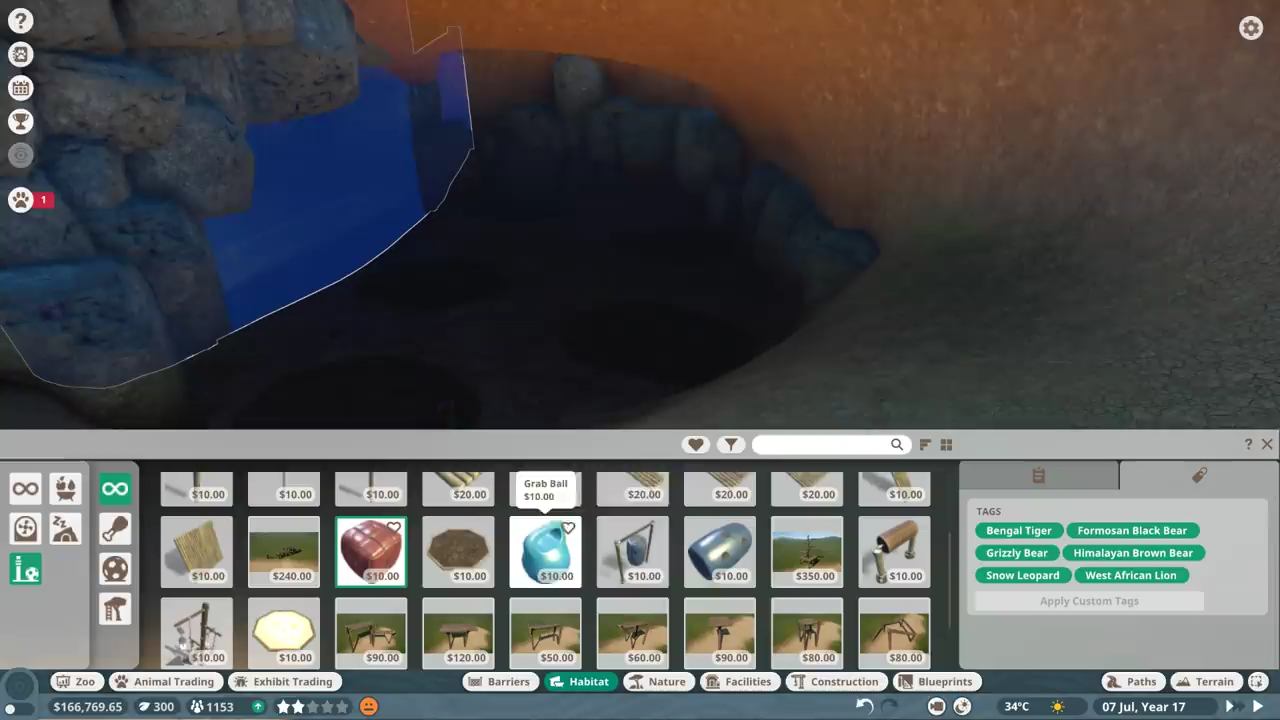 ?
1
? ×
$10.00 $10.00 $10.00 $20.00 Grab Ball $10.00 $20.00 $20.00 $20.00 $10.00
TAGS
Bengal Tiger Formosan Black Bear
Grizzly Bear Himalayan Brown Bear
Snow Leopard West African Lion
Apply Custom Tags
$10.00 $240.00 $10.00 $10.00 $10.00 $10.00 $10.00 $350.00 $10.00
$10.00 $10.00 $90.00 $120.00 $50.00 $60.00 $90.00 $80.00 $80.00
Zoo Animal Trading Exhibit Trading Barriers Habitat Nature Facilities Construction Blueprints Paths Terrain
$166,769.65 300 1153 34°C 07 Jul, Year 17